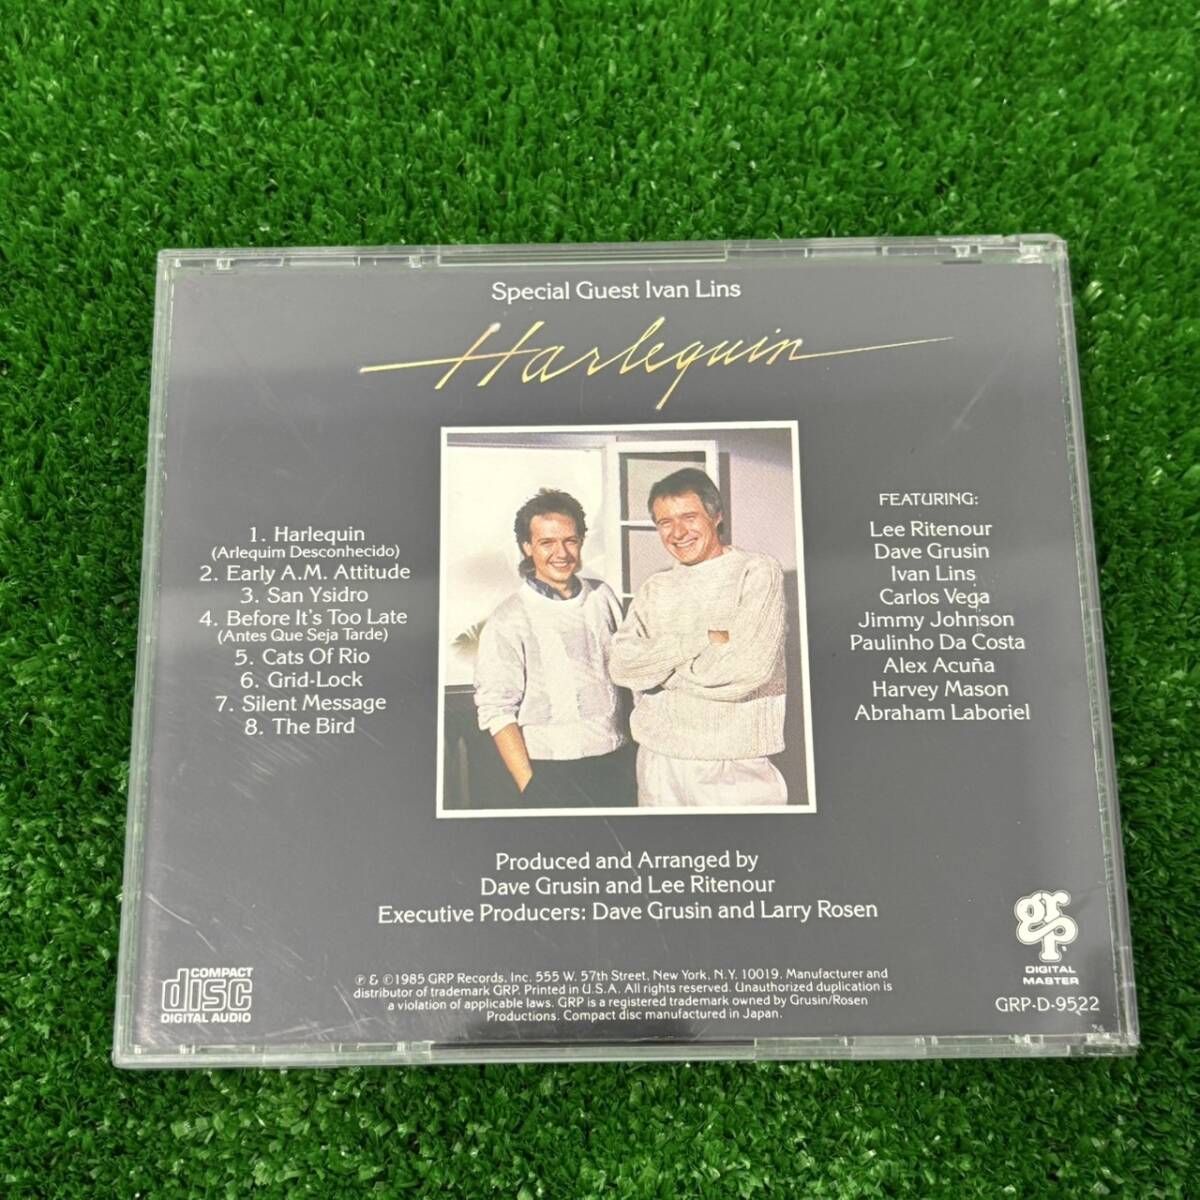 Special Guest Ivan Lins
Harlequin
1. Harlequin
(Arlequim Desconhecido)
2. Early A.M. Attitude
3. San Ysidro
4. Before It's Too Late
(Antes Que Seja Tarde)
5. Cats Of Rio
6. Grid-Lock
7. Silent Message
8. The Bird
FEATURING:
Lee Ritenour
Dave Grusin
Ivan Lins
Carlos Vega
Jimmy Johnson
Paulinho Da Costa
Alex Acuña
Harvey Mason
Abraham Laboriel
Produced and Arranged by
Dave Grusin and Lee Ritenour
Executive Producers: Dave Grusin and Larry Rosen
℗ & ©1985 GRP Records, Inc. 555 W. 57th Street, New York, N.Y. 10019. Manufacturer and
distributor of trademark GRP. Printed in U.S.A. All rights reserved. Unauthorized duplication is
a violation of applicable laws. GRP is a registered trademark owned by Grusin/Rosen
Productions. Compact disc manufactured in Japan.
COMPACT
disc
DIGITAL AUDIO
grp
DIGITAL
MASTER
GRP-D-9522